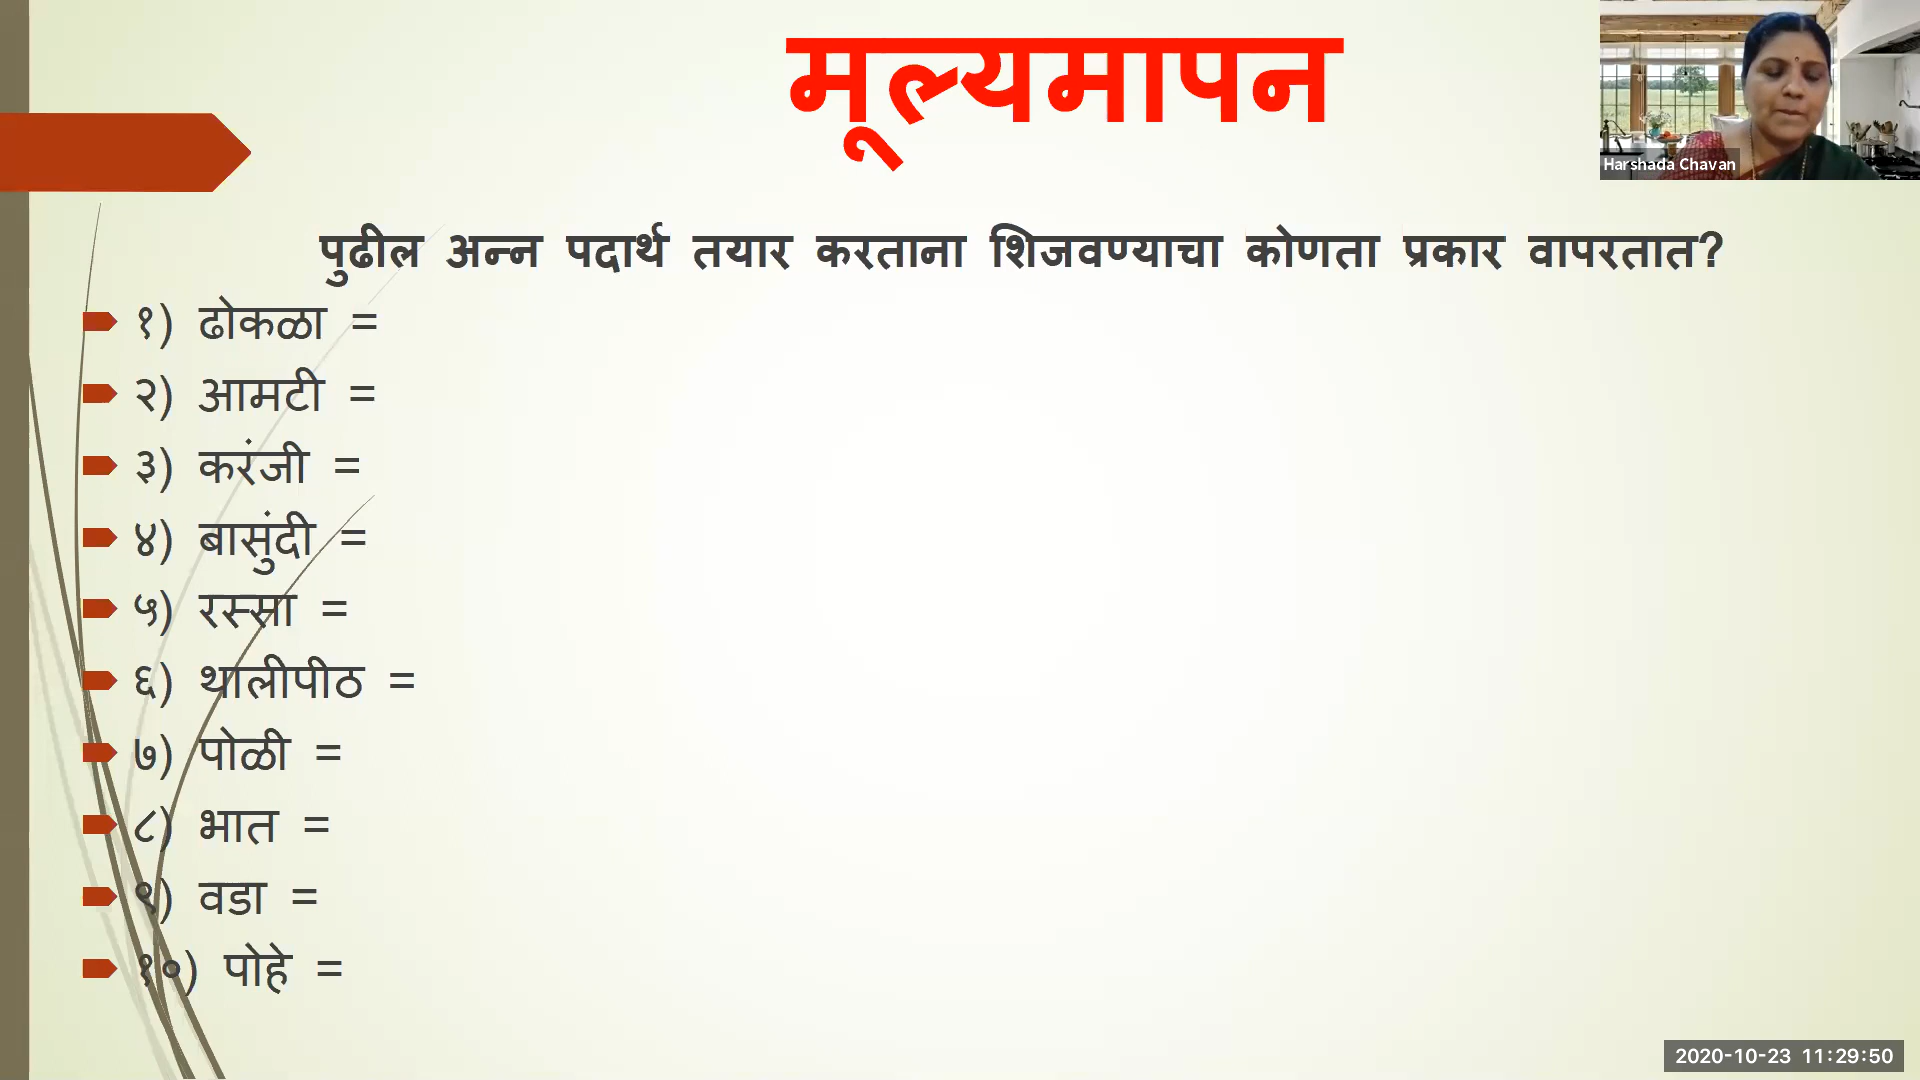 मूल्यमापन
Harshada Chavan
पुढील अन्न पदार्थ तयार करताना शिजवण्याचा कोणता प्रकार वापरतात?
१) ढोकळा =
२) आमटी =
३) करंजी =
४) बासुंदी =
५) रस्सा =
६) थालीपीठ =
७) पोळी =
८) भात =
९) वडा =
१०) पोहे =
2020-10-23 11:29:50